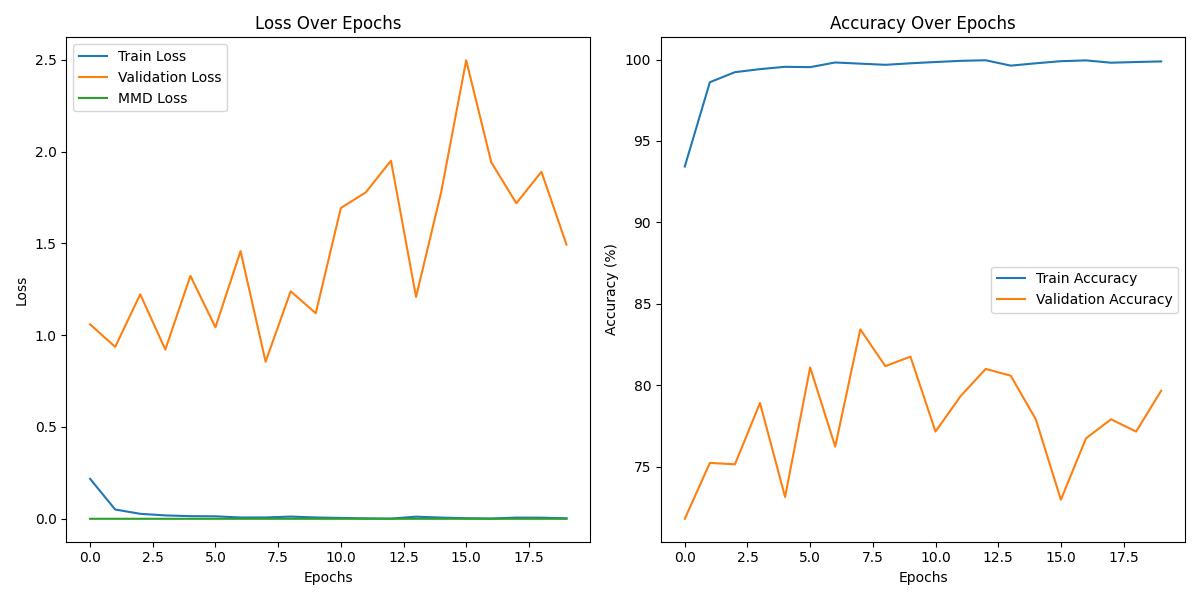 Loss Over Epochs
Train Loss
Validation Loss
MMD Loss
2.5
2.0
1.5
1.0
0.5
0.0
Loss
0.0 2.5 5.0 7.5 10.0 12.5 15.0 17.5
Epochs
Accuracy Over Epochs
100
95
90
85
80
75
Accuracy (%)
Train Accuracy
Validation Accuracy
0.0 2.5 5.0 7.5 10.0 12.5 15.0 17.5
Epochs